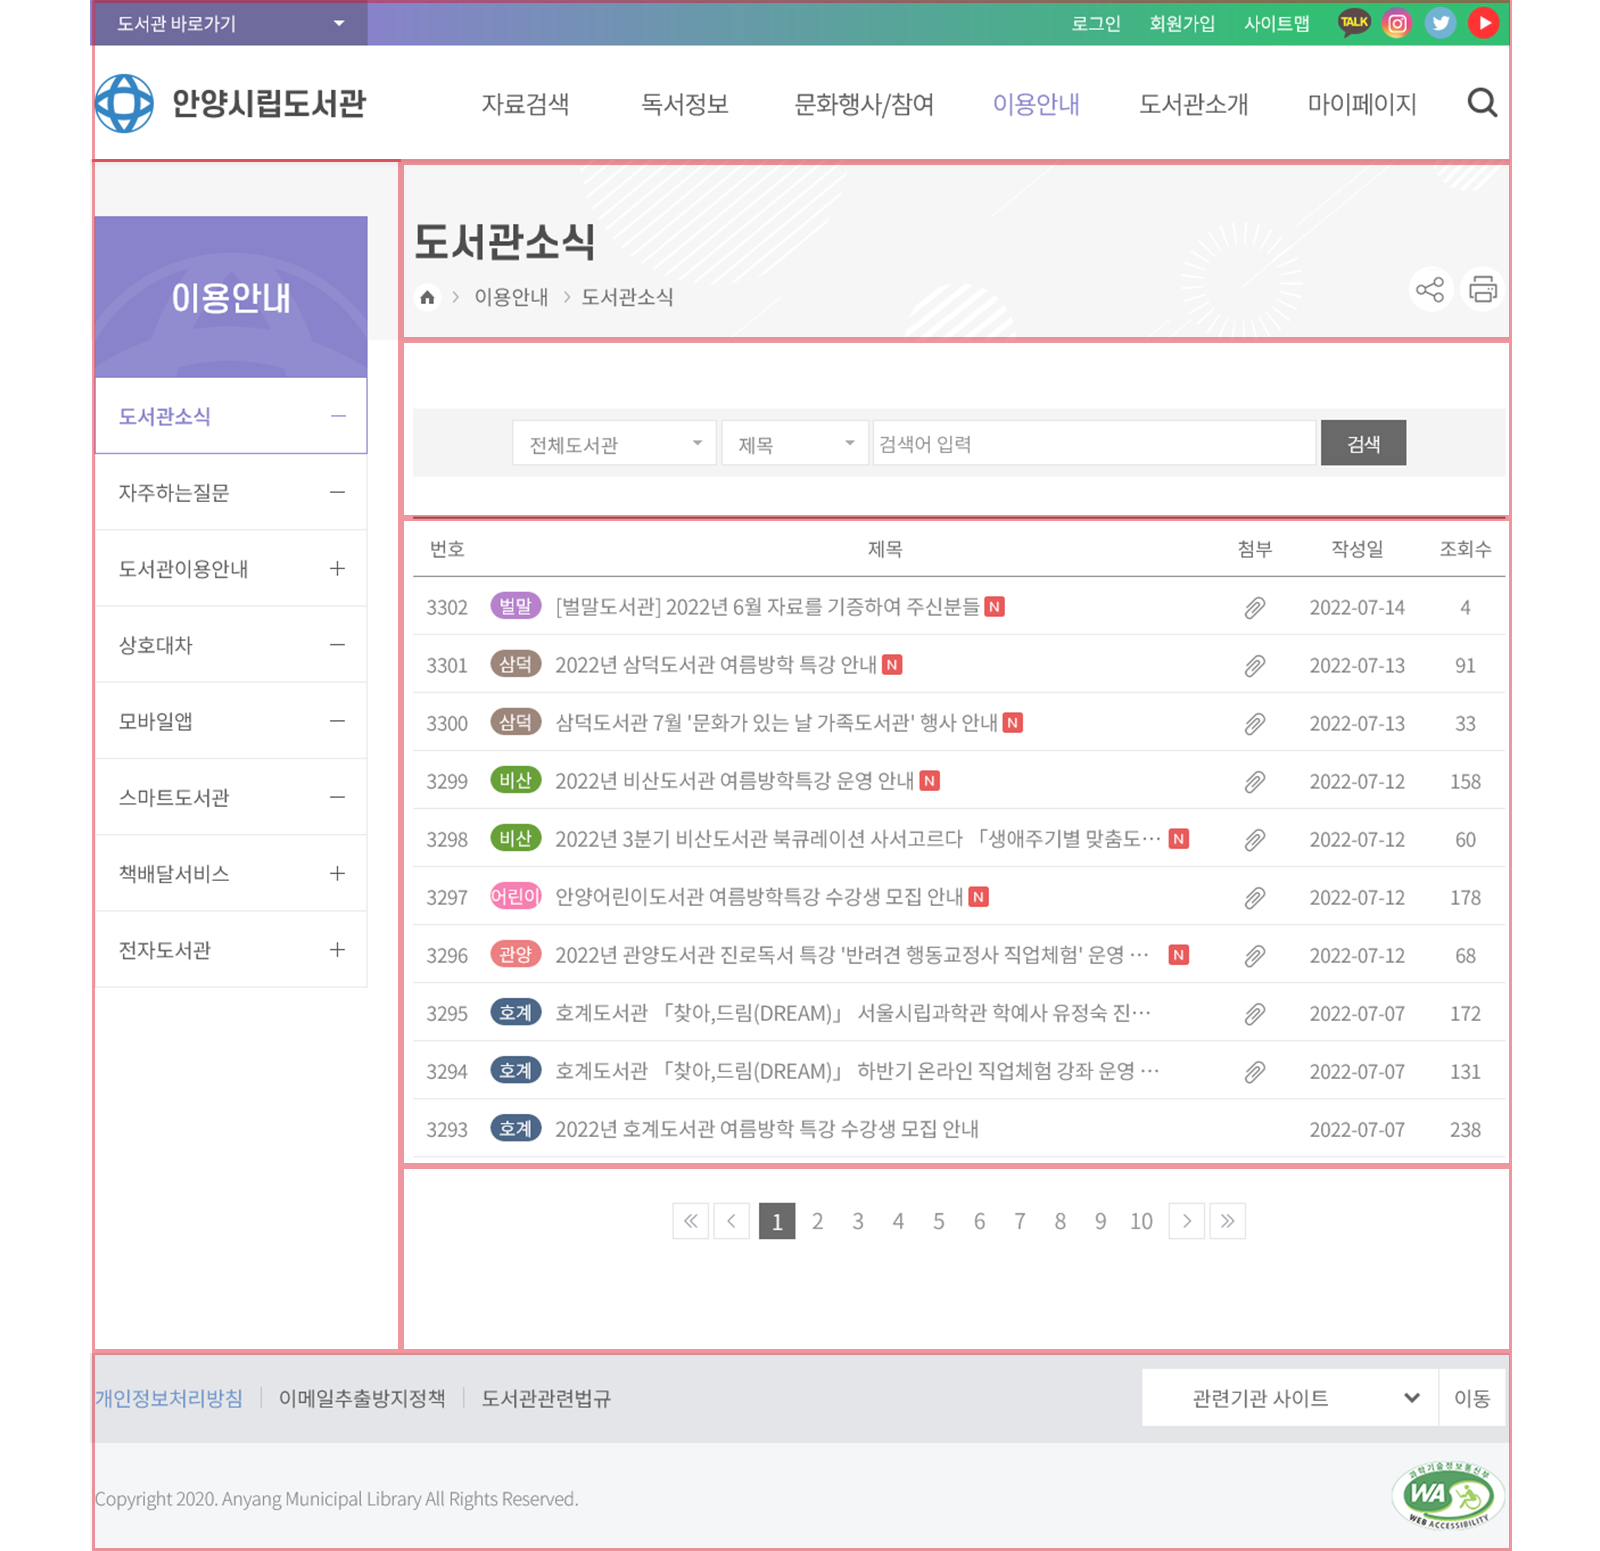 도서관 바로가기
로그인 회원가입 사이트맵 TALK
안양시립도서관 자료검색 독서정보 문화행사/참여 이용안내 도서관소개 마이페이지
이용안내
도서관소식
자주하는질문
도서관이용안내
상호대차
모바일앱
스마트도서관
책배달서비스
전자도서관
도서관소식
이용안내 도서관소식
전체도서관 제목 검색어 입력 검색
번호 제목 첨부 작성일 조회수
3302 벌말 [벌말도서관] 2022년 6월 자료를 기증하여 주신분들 N 2022-07-14 4
3301 삼덕 2022년 삼덕도서관 여름방학 특강 안내 N 2022-07-13 91
3300 삼덕 삼덕도서관 7월 '문화가 있는 날 가족도서관' 행사 안내 N 2022-07-13 33
3299 비산 2022년 비산도서관 여름방학특강 운영 안내 N 2022-07-12 158
3298 비산 2022년 3분기 비산도서관 북큐레이션 사서고르다 「생애주기별 맞춤도… N 2022-07-12 60
3297 어린이 안양어린이도서관 여름방학특강 수강생 모집 안내 N 2022-07-12 178
3296 관양 2022년 관양도서관 진로독서 특강 '반려견 행동교정사 직업체험' 운영 … N 2022-07-12 68
3295 호계 호계도서관 「찾아,드림(DREAM)」 서울시립과학관 학예사 유정숙 진… 2022-07-07 172
3294 호계 호계도서관 「찾아,드림(DREAM)」 하반기 온라인 직업체험 강좌 운영 … 2022-07-07 131
3293 호계 2022년 호계도서관 여름방학 특강 수강생 모집 안내 2022-07-07 238
1 2 3 4 5 6 7 8 9 10
개인정보처리방침 이메일추출방지정책 도서관관련법규 관련기관 사이트 이동
Copyright 2020. Anyang Municipal Library All Rights Reserved.
과학기술정보통신부
WA
WEB ACCESSIBILITY